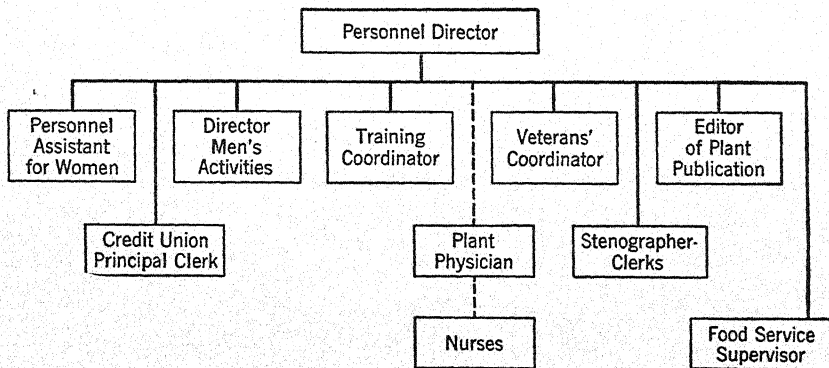 Personnel Director
Personnel
Assistant
for Women
Director
Men's
Activities
Training
Coordinator
Veterans'
Coordinator
Editor
of Plant
Publication
Credit Union
Principal Clerk
Plant
Physician
Stenographer-
Clerks
Nurses
Food Service
Supervisor